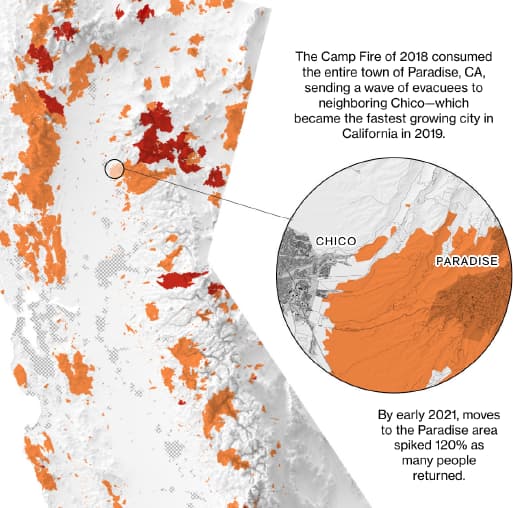 The Camp Fire of 2018 consumed
the entire town of Paradise, CA,
sending a wave of evacuees to
neighboring Chico—which
became the fastest growing city in
California in 2019.
CHICO
PARADISE
By early 2021, moves
to the Paradise area
spiked 120% as
many people
returned.